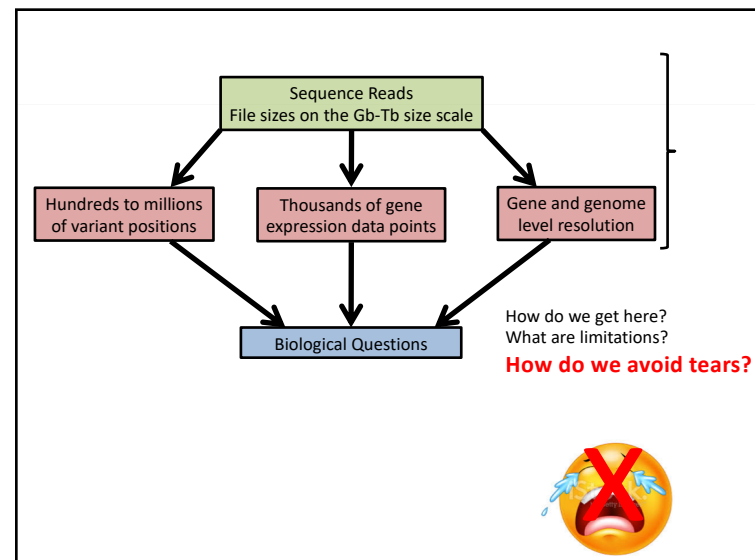 Sequence Reads
File sizes on the Gb-Tb size scale
Hundreds to millions
of variant positions
Thousands of gene
expression data points
Gene and genome
level resolution
Biological Questions
How do we get here?
What are limitations?
How do we avoid tears?
X